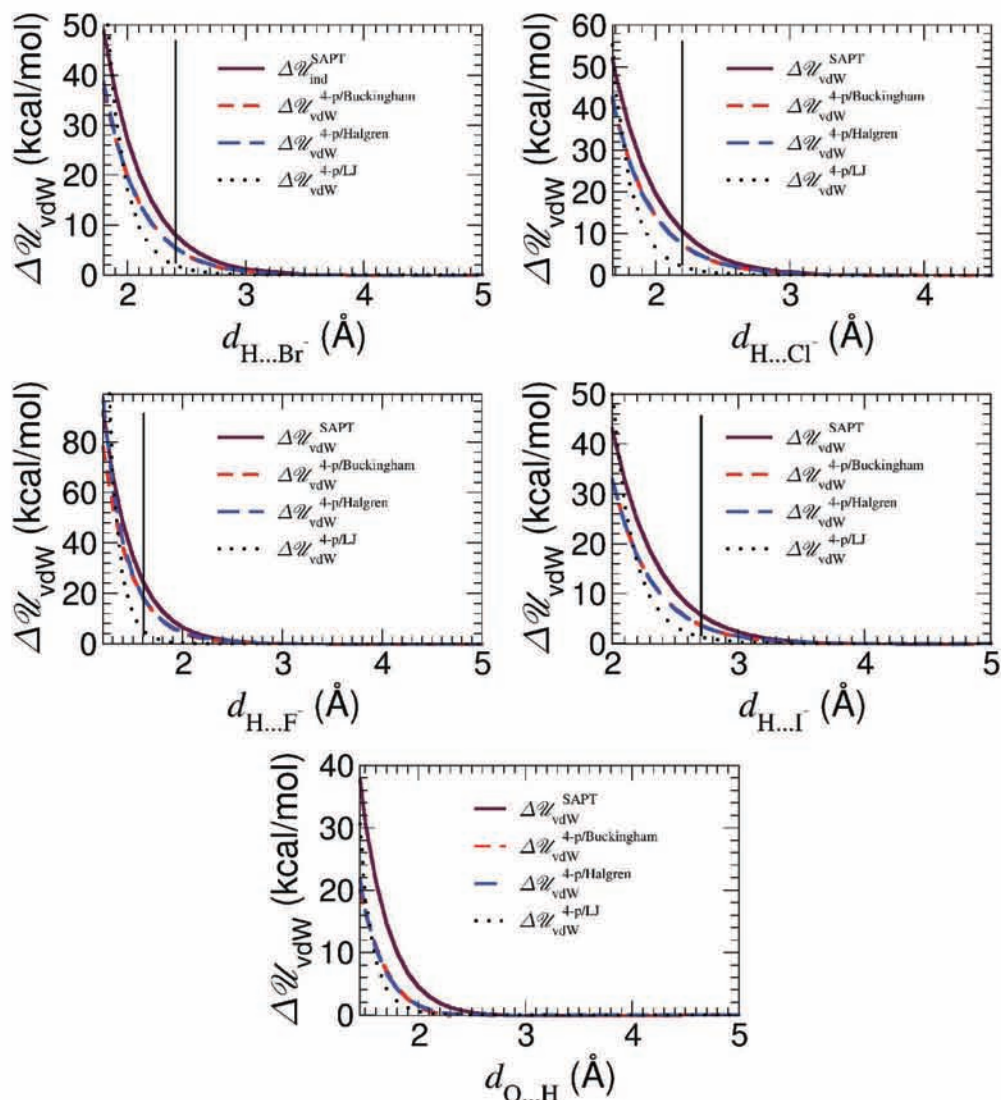 50
40
30
20
10
0
ΔU_vdW (kcal/mol)
ΔU_ind^SAPT
ΔU_vdW^4-p/Buckingham
ΔU_vdW^4-p/Halgren
ΔU_vdW^4-p/LJ
2 3 4 5
d_H...Br^- (Å)
60
50
40
30
20
10
0
ΔU_vdW (kcal/mol)
ΔU_vdW^SAPT
ΔU_vdW^4-p/Buckingham
ΔU_vdW^4-p/Halgren
ΔU_vdW^4-p/LJ
2 3 4
d_H...Cl^- (Å)
80
60
40
20
0
ΔU_vdW (kcal/mol)
ΔU_vdW^SAPT
ΔU_vdW^4-p/Buckingham
ΔU_vdW^4-p/Halgren
ΔU_vdW^4-p/LJ
2 3 4 5
d_H...F^- (Å)
50
40
30
20
10
0
ΔU_vdW (kcal/mol)
ΔU_vdW^SAPT
ΔU_vdW^4-p/Buckingham
ΔU_vdW^4-p/Halgren
ΔU_vdW^4-p/LJ
2 3 4 5
d_H...I^- (Å)
40
30
20
10
0
ΔU_vdW (kcal/mol)
ΔU_vdW^SAPT
ΔU_vdW^4-p/Buckingham
ΔU_vdW^4-p/Halgren
ΔU_vdW^4-p/LJ
2 3 4 5
d_O...H (Å)